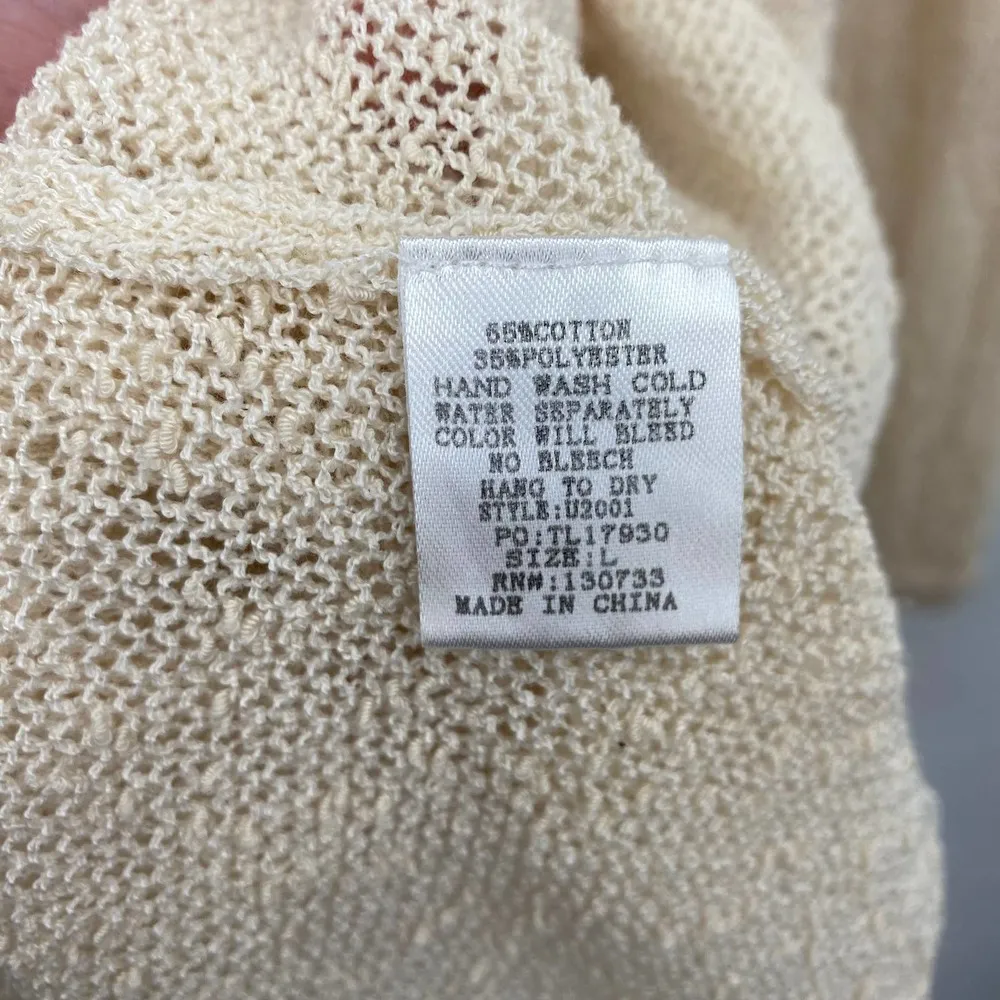 65%COTTON
35%POLYESTER
HAND WASH COLD
WATER SEPARATELY
COLOR WILL BLEED
NO BLEECH
HANG TO DRY
STYLE:U2001
PO:TL17930
SIZE:L
RN#:130733
MADE IN CHINA